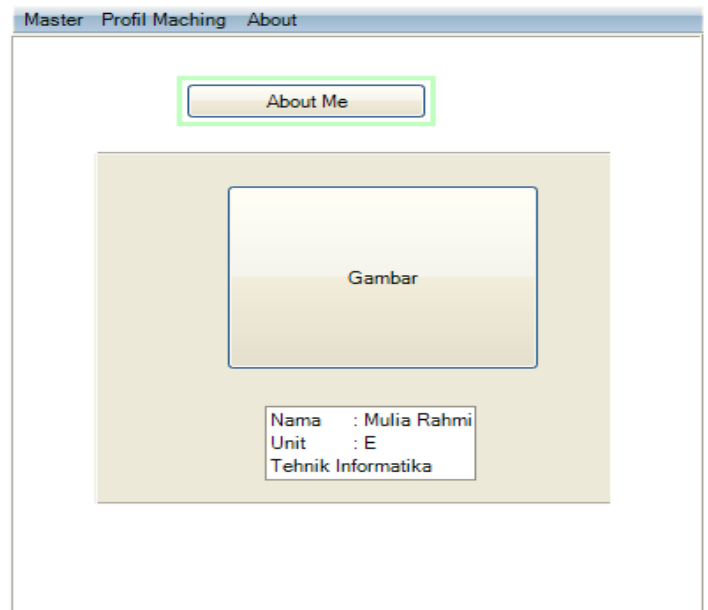 Master Profil Maching About
About Me
Gambar
Nama : Mulia Rahmi
Unit : E
Tehnik Informatika